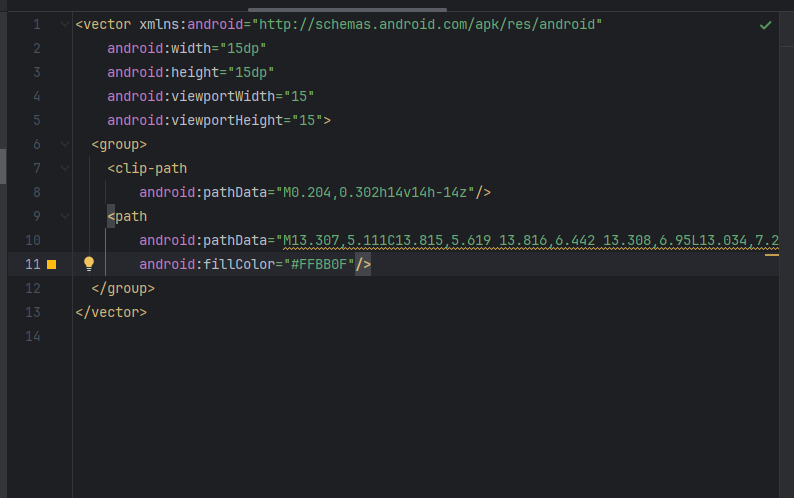 1 <vector xmlns:android="http://schemas.android.com/apk/res/android"
2 android:width="15dp"
3 android:height="15dp"
4 android:viewportWidth="15"
5 android:viewportHeight="15">
6 <group>
7 <clip-path
8 android:pathData="M0.204,0.302h14v14h-14z"/>
9 <path
10 android:pathData="M13.307,5.111C13.815,5.619 13.816,6.442 13.308,6.95L13.034,7.2
11 android:fillColor="#FFBB0F"/>
12 </group>
13 </vector>
14